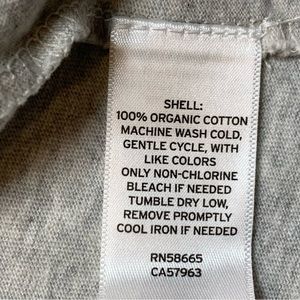 SHELL:
100% ORGANIC COTTON
MACHINE WASH COLD,
GENTLE CYCLE, WITH
LIKE COLORS
ONLY NON-CHLORINE
BLEACH IF NEEDED
TUMBLE DRY LOW,
REMOVE PROMPTLY
COOL IRON IF NEEDED
RN58665
CA57963